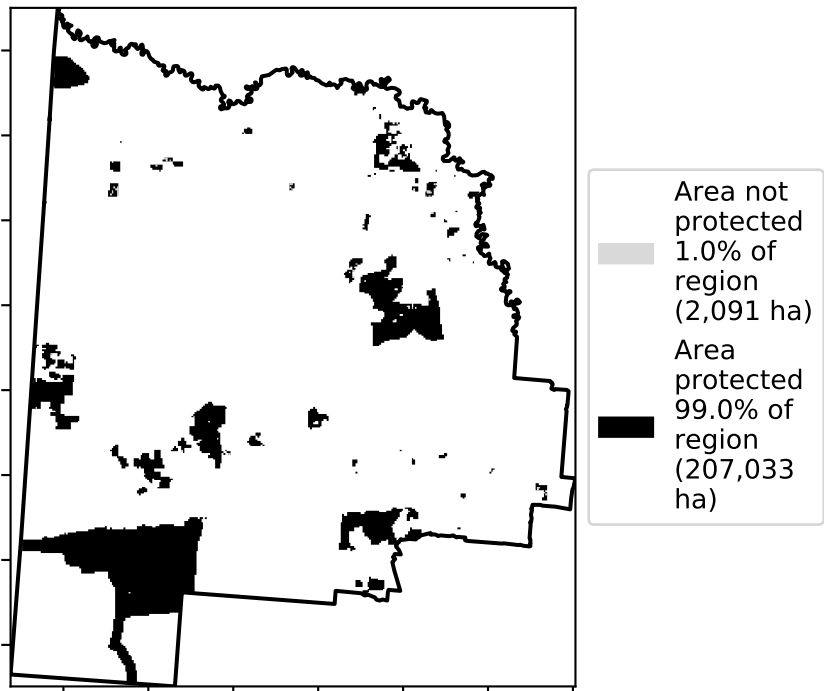 Area not
protected
1.0% of
region
(2,091 ha)
Area
protected
99.0% of
region
(207,033
ha)